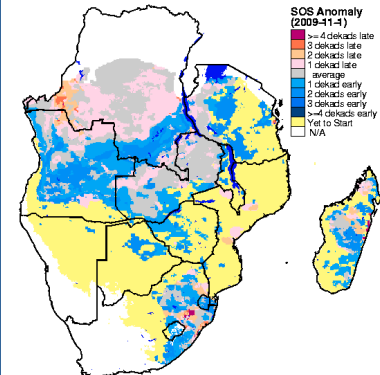 SOS Anomaly
(2009-11-1)
>= 4 dekads late
3 dekads late
2 dekads late
1 dekad late
average
1 dekad early
2 dekads early
3 dekads early
>=4 dekads early
Yet to Start
N/A